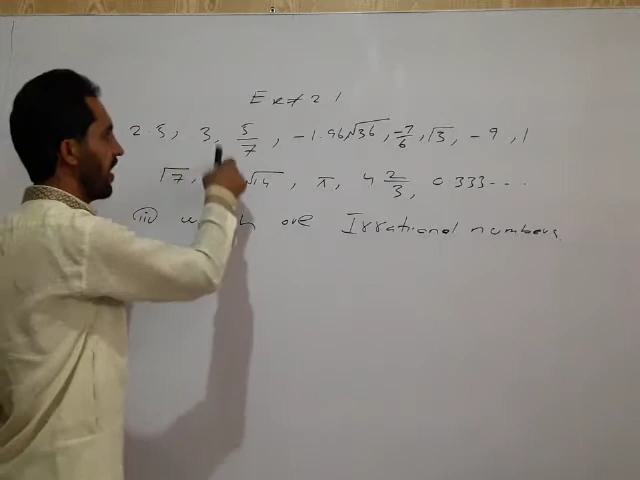 Ex # 2 1
2.5, 3, 5/7, -1.96, √36, -7/6, √3, -9, 1
√7, √14, π, 4 2/3, 0.333...
(iii) are Irrational numbers.